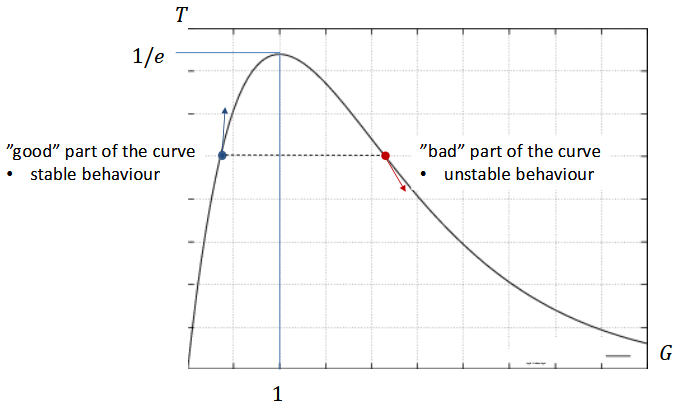 T
1/e
”good” part of the curve
• stable behaviour
”bad” part of the curve
• unstable behaviour
G
1